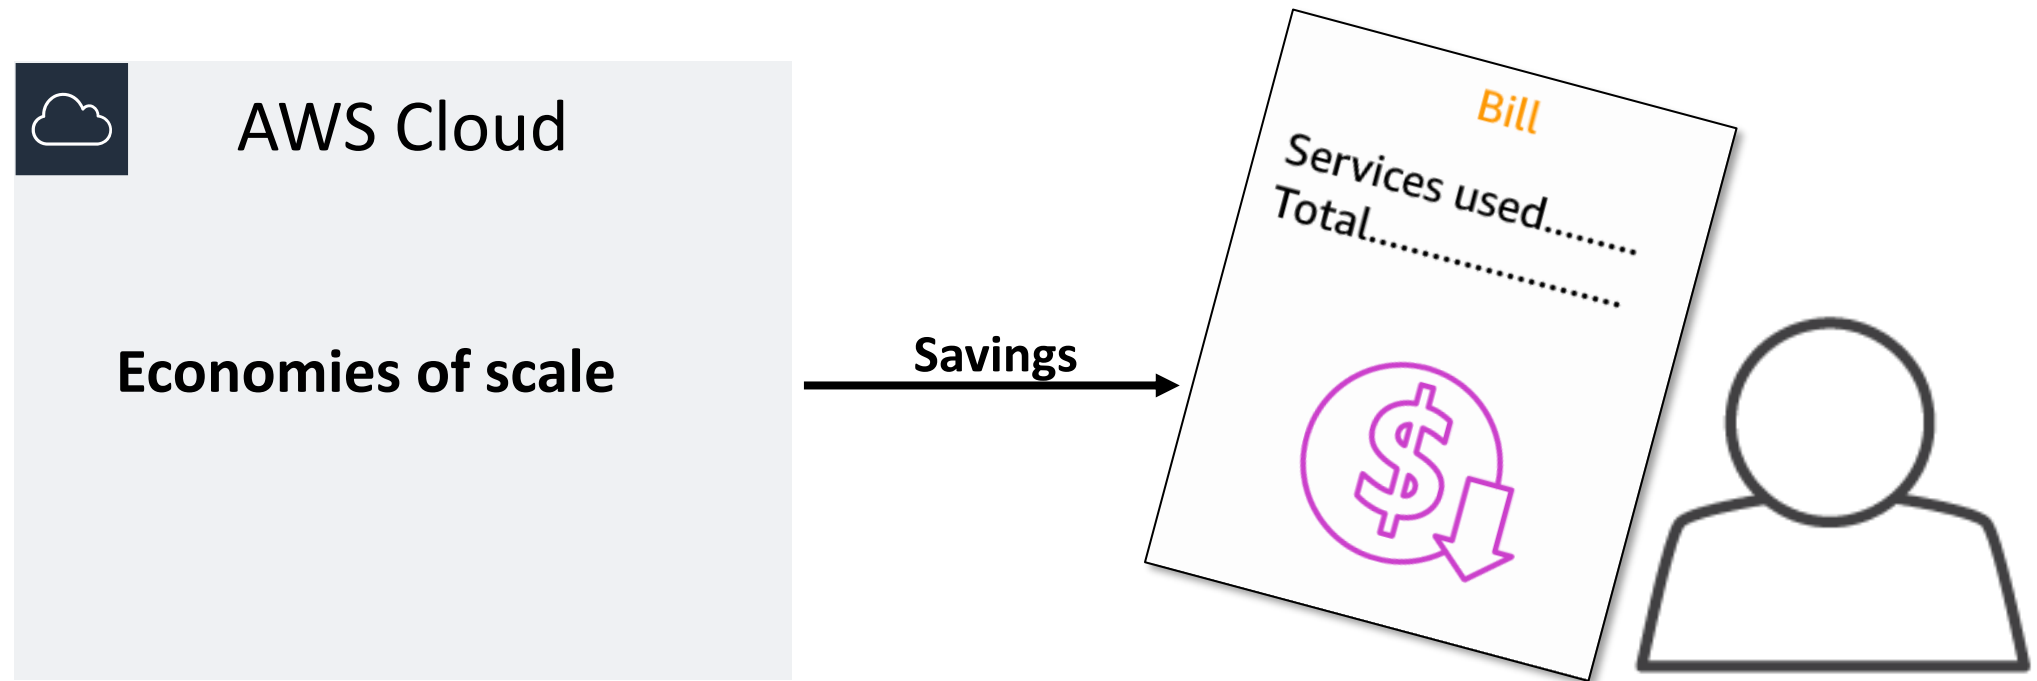 AWS Cloud
Economies of scale
Savings
Bill
Services used.........
Total......................
$